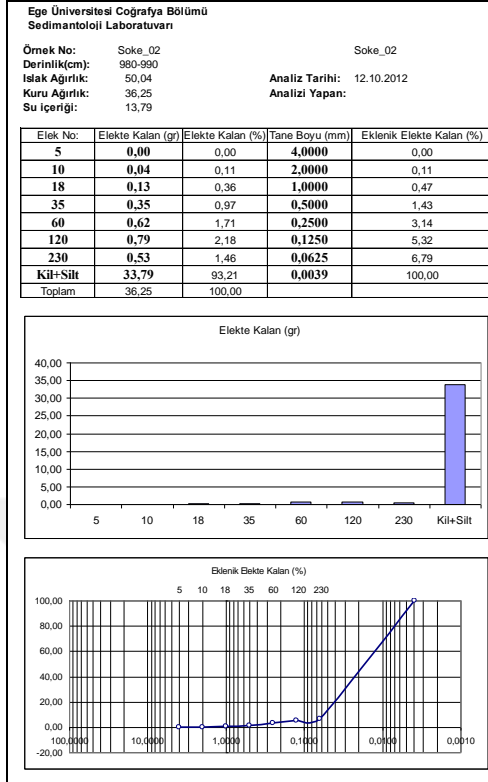 Ege Üniversitesi Coğrafya Bölümü
Sedimantoloji Laboratuvarı
Örnek No: Soke_02 Soke_02
Derinlik(cm): 980-990
Islak Ağırlık: 50,04 Analiz Tarihi: 12.10.2012
Kuru Ağırlık: 36,25 Analizi Yapan:
Su içeriği: 13,79
Elek No: Elekte Kalan (gr) Elekte Kalan (%) Tane Boyu (mm) Eklenik Elekte Kalan (%)
5 0,00 0,00 4,0000 0,00
10 0,04 0,11 2,0000 0,11
18 0,13 0,36 1,0000 0,47
35 0,35 0,97 0,5000 1,43
60 0,62 1,71 0,2500 3,14
120 0,79 2,18 0,1250 5,32
230 0,53 1,46 0,0625 6,79
Kil+Silt 33,79 93,21 0,0039 100,00
Toplam 36,25 100,00
Elekte Kalan (gr)
40,00
35,00
30,00
25,00
20,00
15,00
10,00
5,00
0,00
5 10 18 35 60 120 230 Kil+Silt
Eklenik Elekte Kalan (%)
5 10 18 35 60 120 230
100,00
80,00
60,00
40,00
20,00
0,00
100,0000 10,0000 1,0000 0,1000 0,0100 0,0010
-20,00